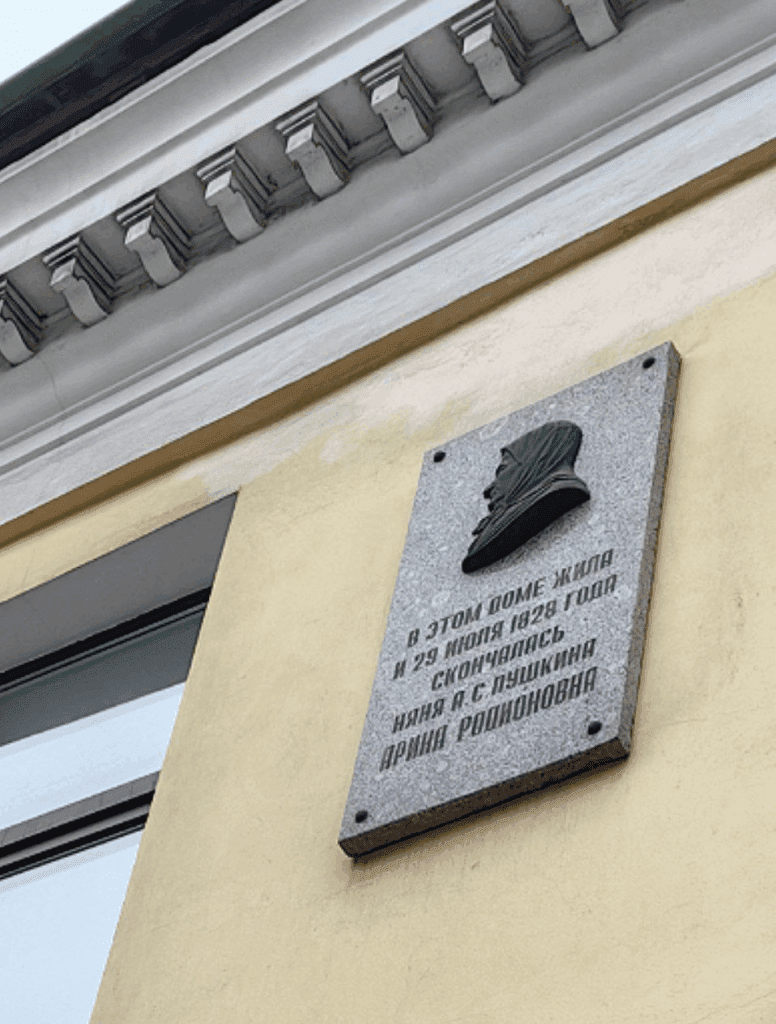 В ЭТОМ ДОМЕ ЖИЛА
И 29 ИЮЛЯ 1828 ГОДА
СКОНЧАЛАСЬ
НЯНЯ А.С.ПУШКИНА
АРИНА РОДИОНОВНА